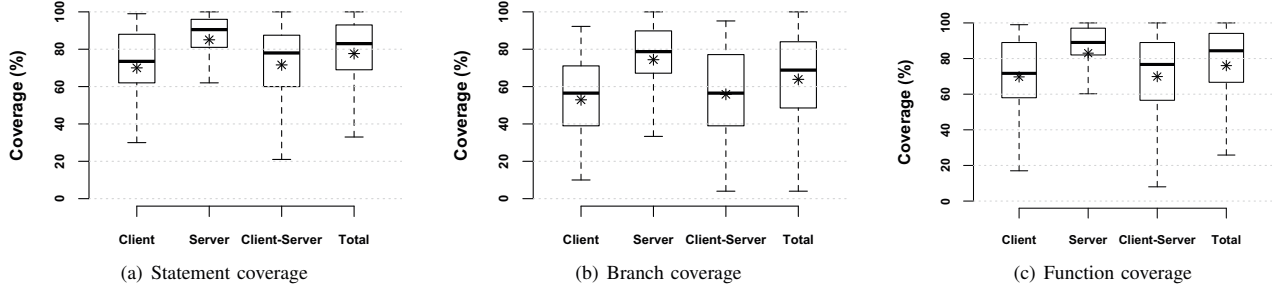 Coverage (%)
100
80
60
40
20
0
Client Server Client-Server Total
(a) Statement coverage
Coverage (%)
100
80
60
40
20
0
Client Server Client-Server Total
(b) Branch coverage
Coverage (%)
100
80
60
40
20
0
Client Server Client-Server Total
(c) Function coverage